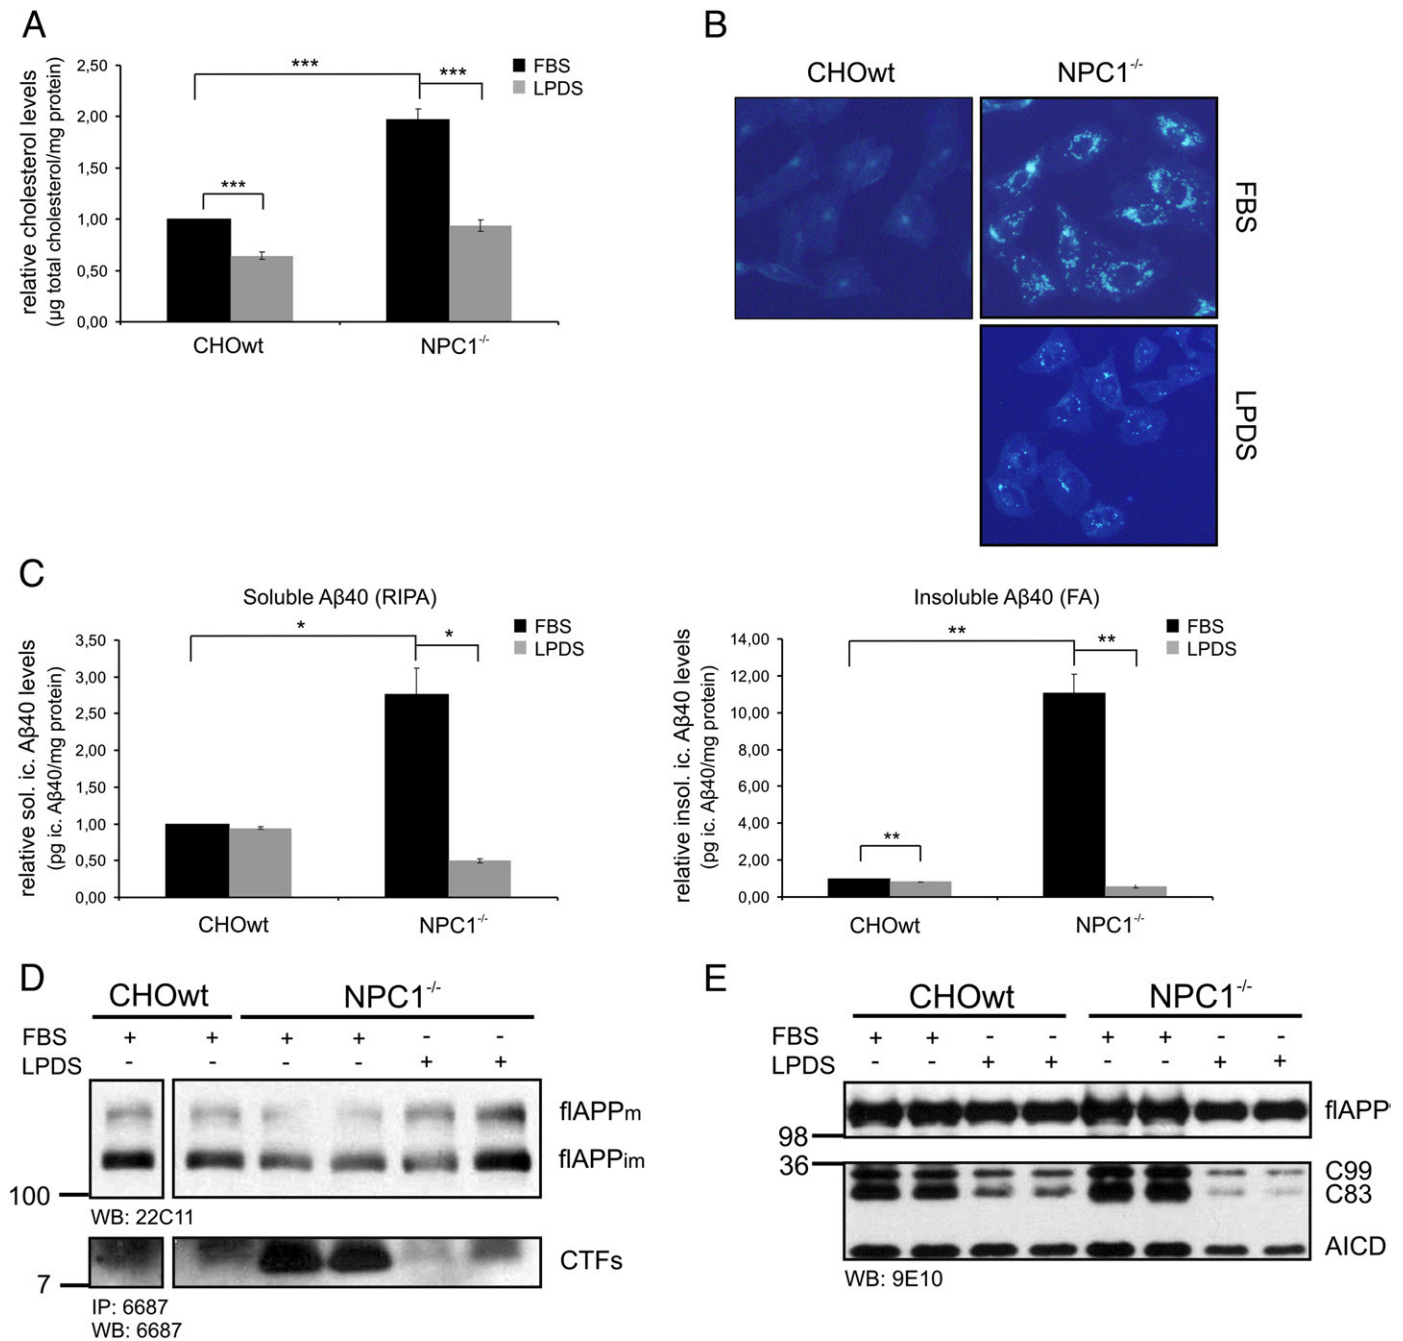 A
relative cholesterol levels
(µg total cholesterol/mg protein)
2,50
2,00
1,50
1,00
0,50
0,00
***
***
***
FBS
LPDS
CHOwt
NPC1-/-
B
CHOwt
NPC1-/-
FBS
LPDS
C
Soluble Aβ40 (RIPA)
relative sol. ic. Aβ40 levels
(pg ic. Aβ40/mg protein)
3,50
3,00
2,50
2,00
1,50
1,00
0,50
0,00
*
*
FBS
LPDS
CHOwt
NPC1-/-
Insoluble Aβ40 (FA)
relative insol. ic. Aβ40 levels
(pg ic. Aβ40/mg protein)
14,00
12,00
10,00
8,00
6,00
4,00
2,00
0,00
**
**
**
FBS
LPDS
CHOwt
NPC1-/-
D
CHOwt NPC1-/-
FBS + + + + - -
LPDS - - - - + +
flAPPm
flAPPim
100
WB: 22C11
CTFs
7
IP: 6687
WB: 6687
E
CHOwt NPC1-/-
FBS + + - - + + - -
LPDS - - + + - - + +
flAPP
98
36
C99
C83
AICD
WB: 9E10